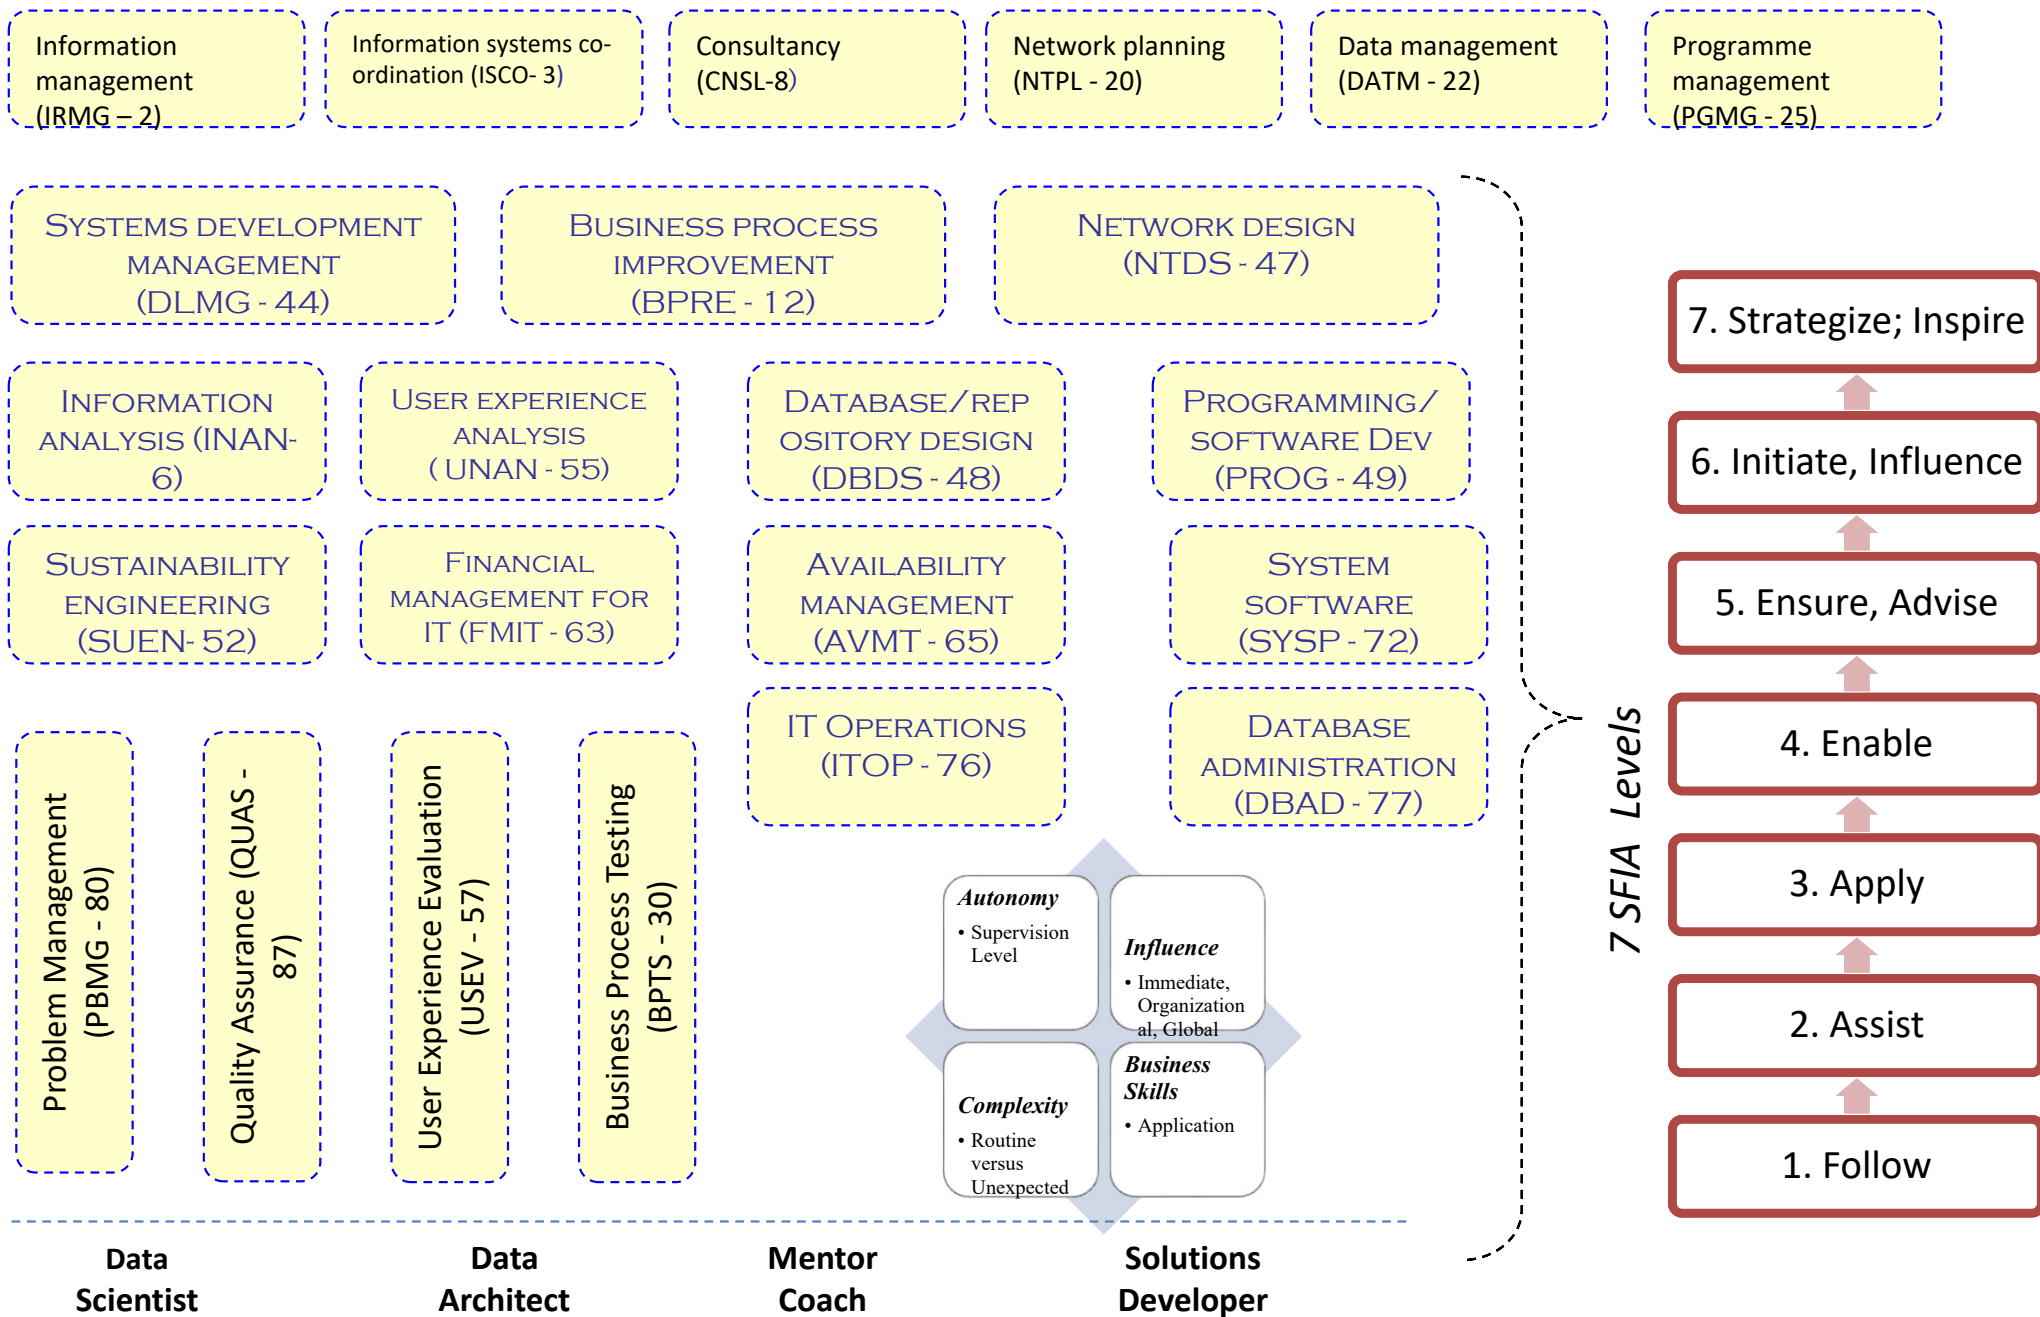 Information
management
(IRMG – 2)
Information systems co-
ordination (ISCO- 3)
Consultancy
(CNSL-8)
Network planning
(NTPL - 20)
Data management
(DATM - 22)
Programme
management
(PGMG - 25)
SYSTEMS DEVELOPMENT
MANAGEMENT
(DLMG - 44)
BUSINESS PROCESS
IMPROVEMENT
(BPRE - 12)
NETWORK DESIGN
(NTDS - 47)
INFORMATION
ANALYSIS (INAN-
6)
USER EXPERIENCE
ANALYSIS
( UNAN - 55)
DATABASE/REP
OSITORY DESIGN
(DBDS - 48)
PROGRAMMING/
SOFTWARE DEV
(PROG - 49)
SUSTAINABILITY
ENGINEERING
(SUEN- 52)
FINANCIAL
MANAGEMENT FOR
IT (FMIT - 63)
AVAILABILITY
MANAGEMENT
(AVMT - 65)
SYSTEM
SOFTWARE
(SYSP - 72)
IT OPERATIONS
(ITOP - 76)
DATABASE
ADMINISTRATION
(DBAD - 77)
Problem Management
(PBMG - 80)
Quality Assurance (QUAS -
87)
User Experience Evaluation
(USEV - 57)
Business Process Testing
(BPTS - 30)
Autonomy
• Supervision
Level
Influence
• Immediate,
Organization
al, Global
Complexity
• Routine
versus
Unexpected
Business
Skills
• Application
Data
Scientist
Data
Architect
Mentor
Coach
Solutions
Developer
7 SFIA Levels
7. Strategize; Inspire
6. Initiate, Influence
5. Ensure, Advise
4. Enable
3. Apply
2. Assist
1. Follow